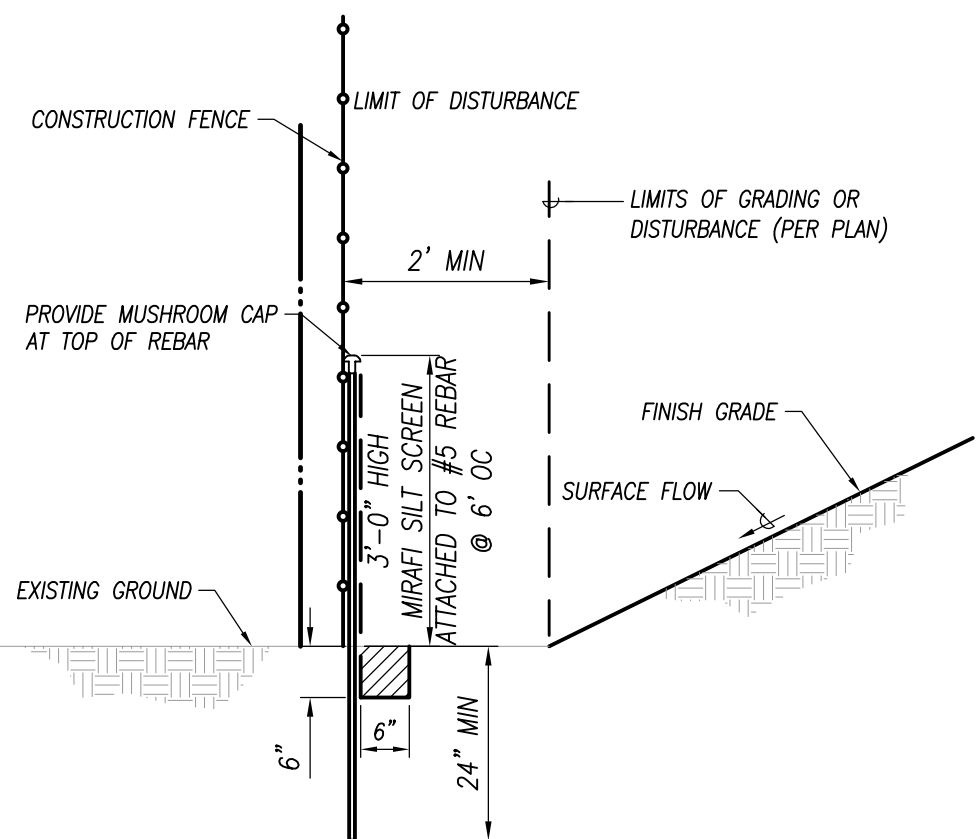 LIMIT OF DISTURBANCE
CONSTRUCTION FENCE
LIMITS OF GRADING OR
DISTURBANCE (PER PLAN)
2' MIN
PROVIDE MUSHROOM CAP
AT TOP OF REBAR
3'-0" HIGH
MIRAFI SILT SCREEN
ATTACHED TO #5 REBAR
@ 6' OC
FINISH GRADE
SURFACE FLOW
EXISTING GROUND
6"
6"
24" MIN